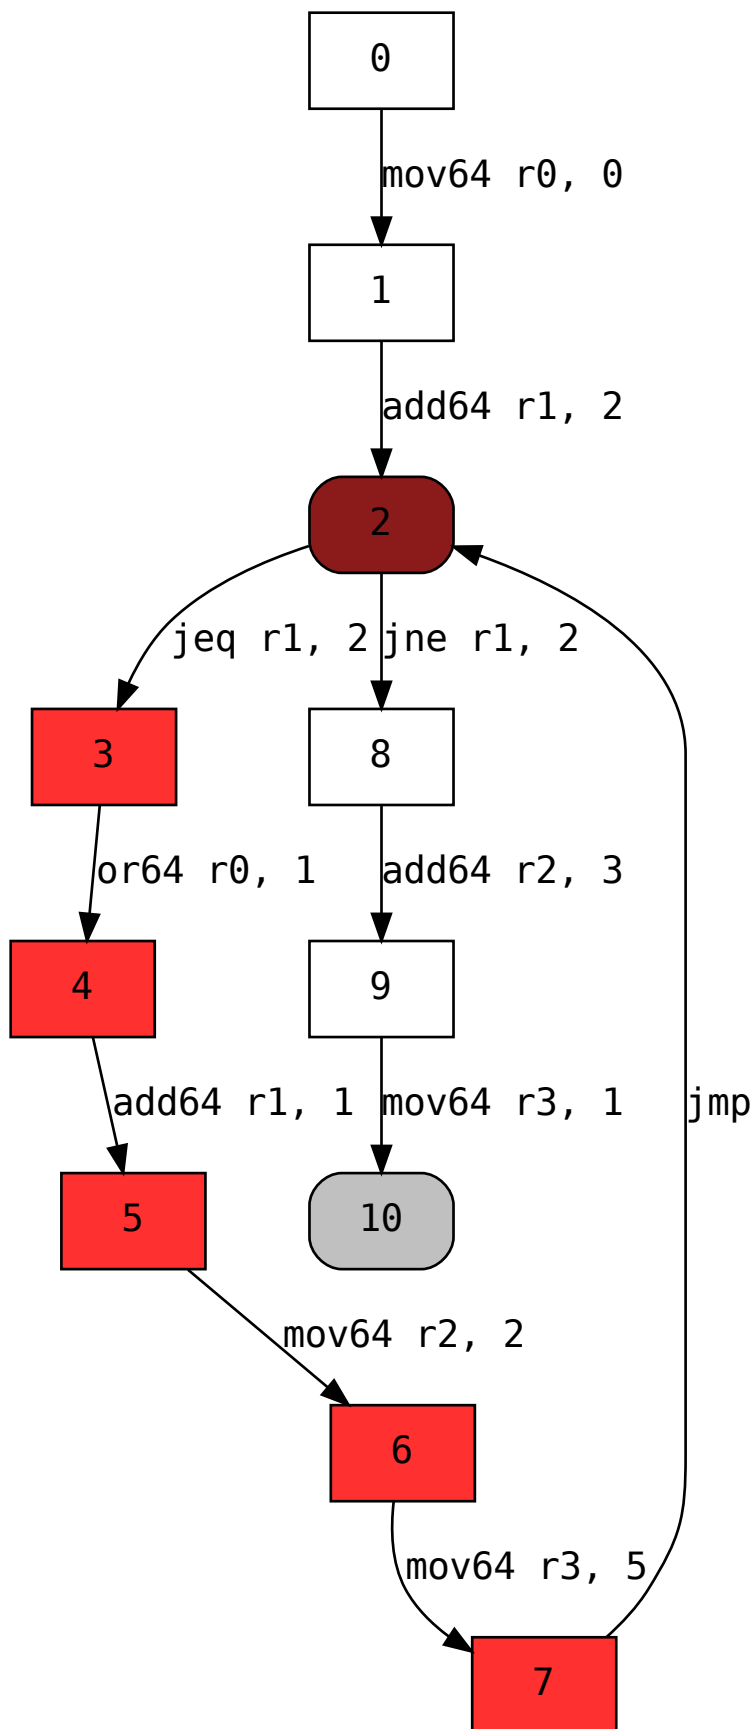 0
mov64 r0, 0
1
add64 r1, 2
2
jeq r1, 2
jne r1, 2
3
8
or64 r0, 1
add64 r2, 3
4
9
add64 r1, 1
mov64 r3, 1
jmp
5
10
mov64 r2, 2
6
mov64 r3, 5
7